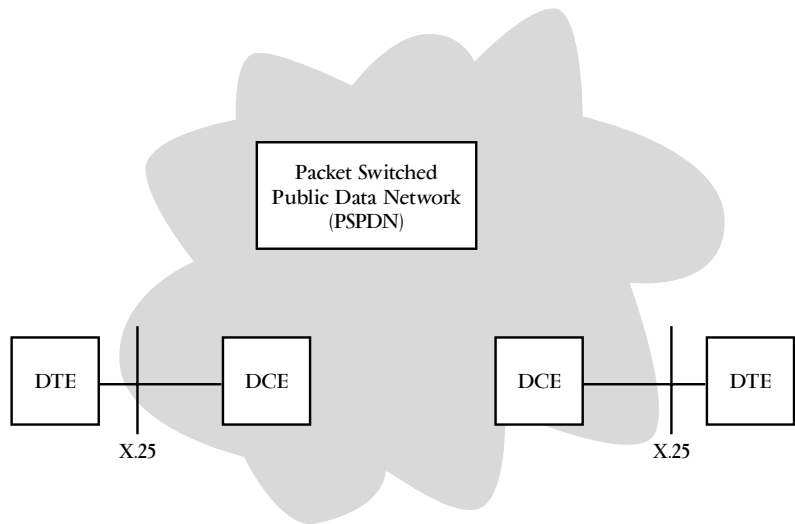 Packet Switched
Public Data Network
(PSPDN)
DTE
DCE
DCE
DTE
X.25
X.25